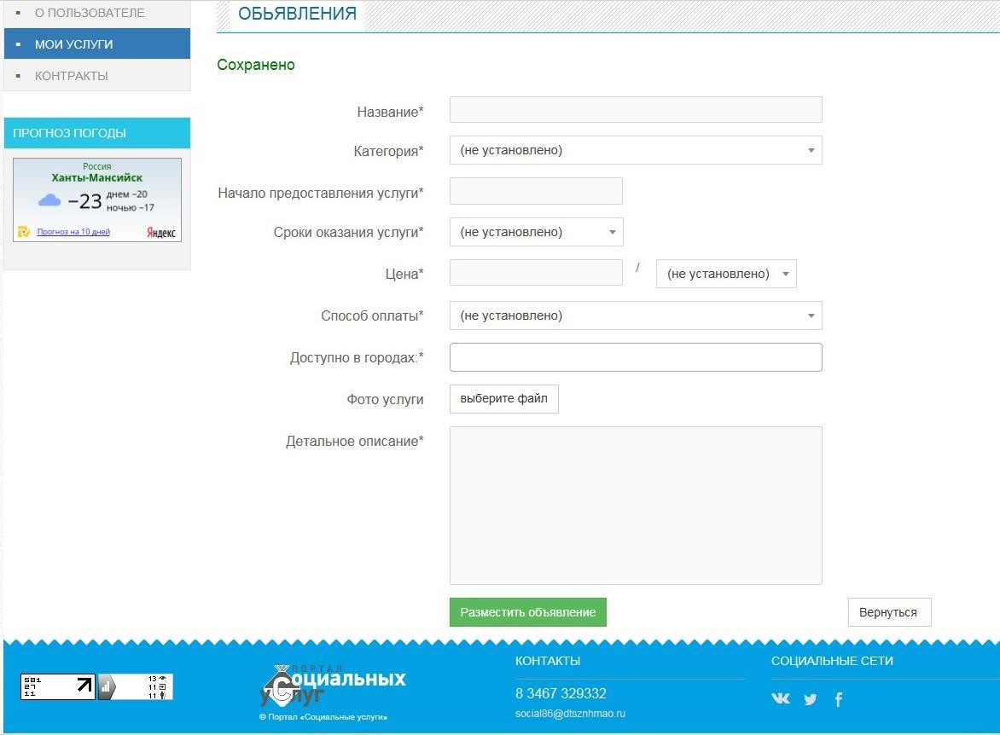 О ПОЛЬЗОВАТЕЛЕ
МОИ УСЛУГИ
КОНТРАКТЫ
ПРОГНОЗ ПОГОДЫ
Россия
Ханты-Мансийск
−23
днем −20
ночью −17
Прогноз на 10 дней
Яндекс
ОБЬЯВЛЕНИЯ
Сохранено
Название*
Категория*
(не установлено)
Начало предоставления услуги*
Сроки оказания услуги*
(не установлено)
Цена*
/
(не установлено)
Способ оплаты*
(не установлено)
Доступно в городах:*
Фото услуги
выберите файл
Детальное описание*
Разместить объявление
Вернуться
581
27
11
13
11
11
ПОРТАЛ
Социальных
услуг
© Портал «Социальные услуги»
КОНТАКТЫ
8 3467 329332
social86@dtsznhmao.ru
СОЦИАЛЬНЫЕ СЕТИ